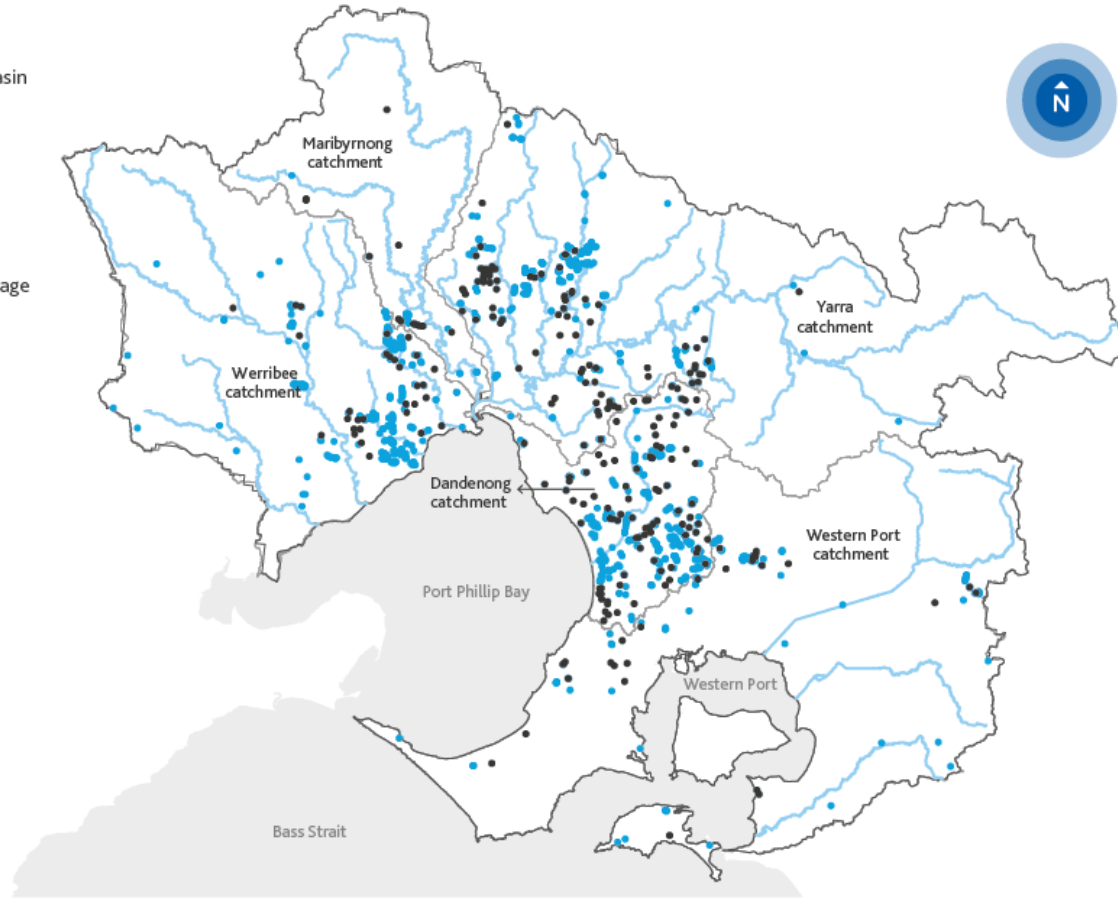 asin
N
Maribyrnong
catchment
age
Yarra
catchment
Werribee
catchment
Dandenong
catchment
Western Port
catchment
Port Phillip Bay
Western Port
Bass Strait